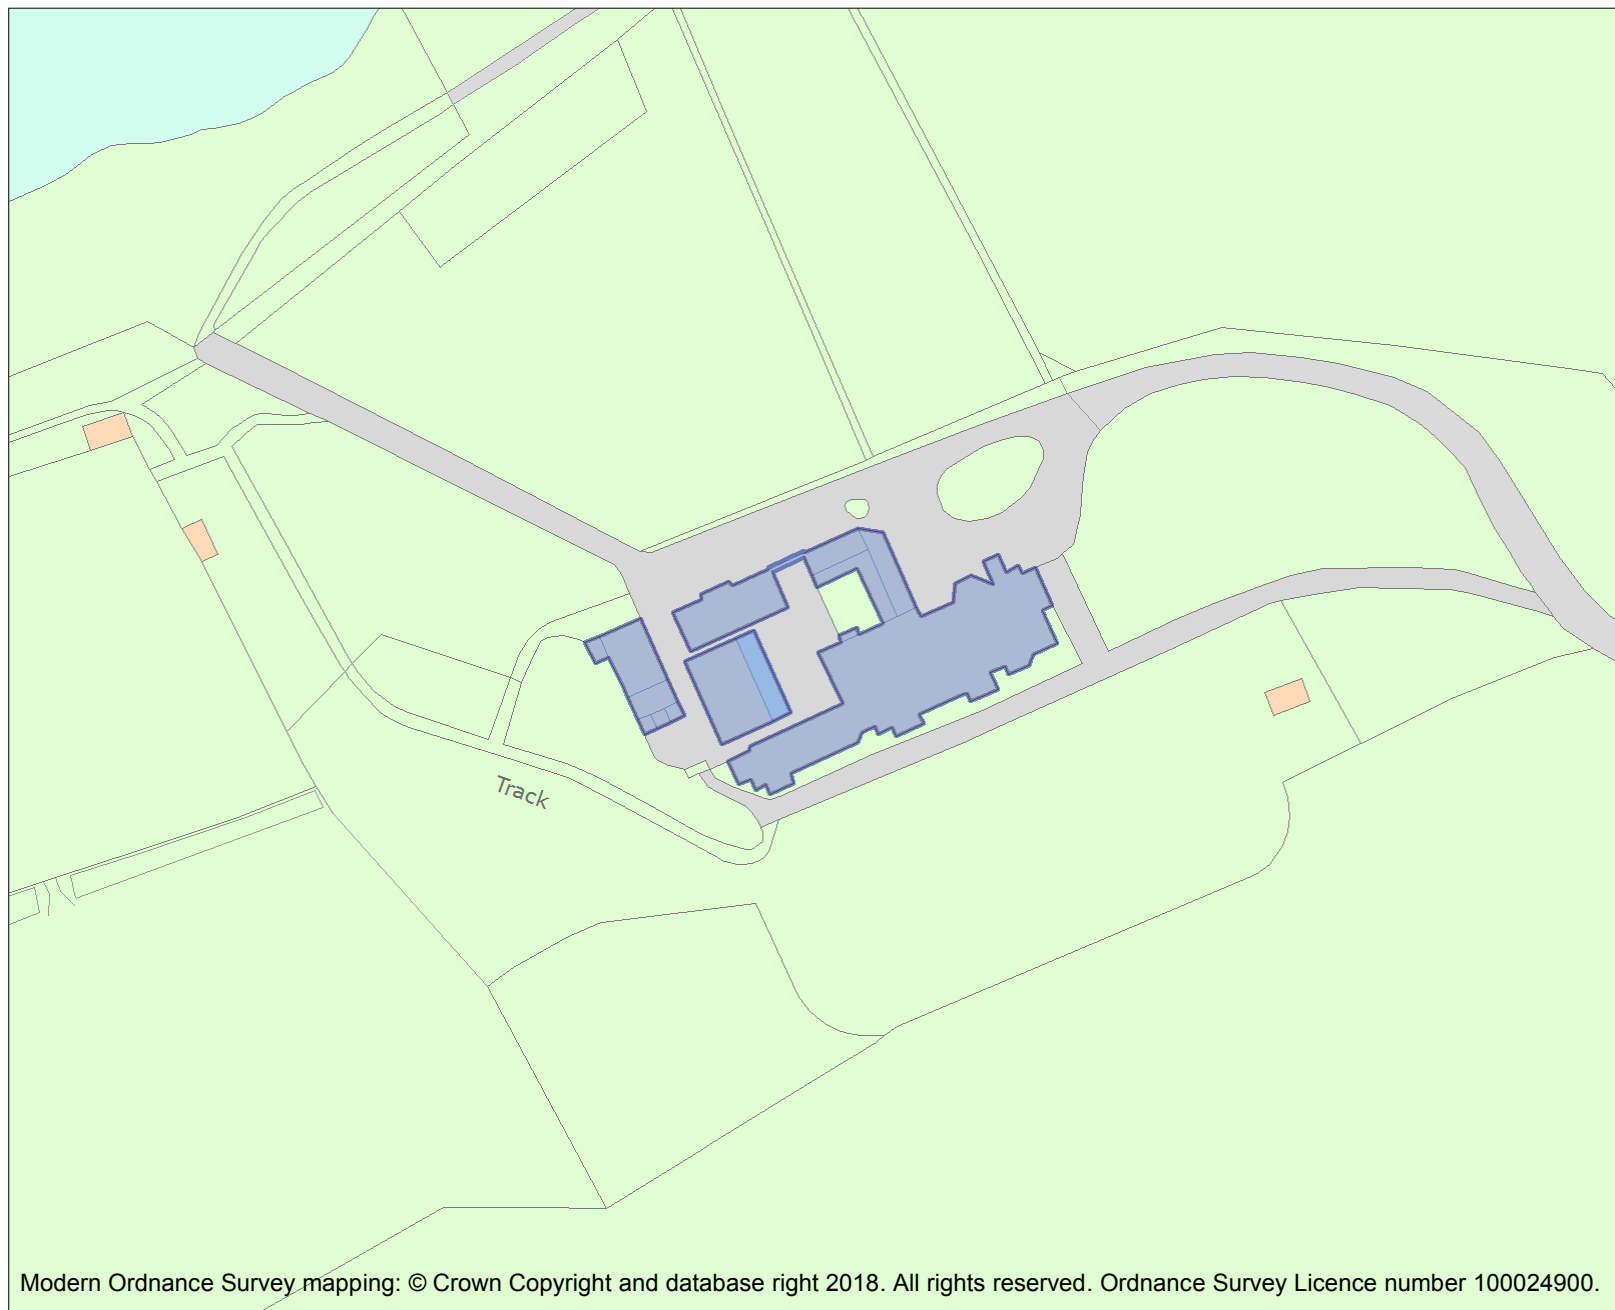 Track
Modern Ordnance Survey mapping: © Crown Copyright and database right 2018. All rights reserved. Ordnance Survey Licence number 100024900.